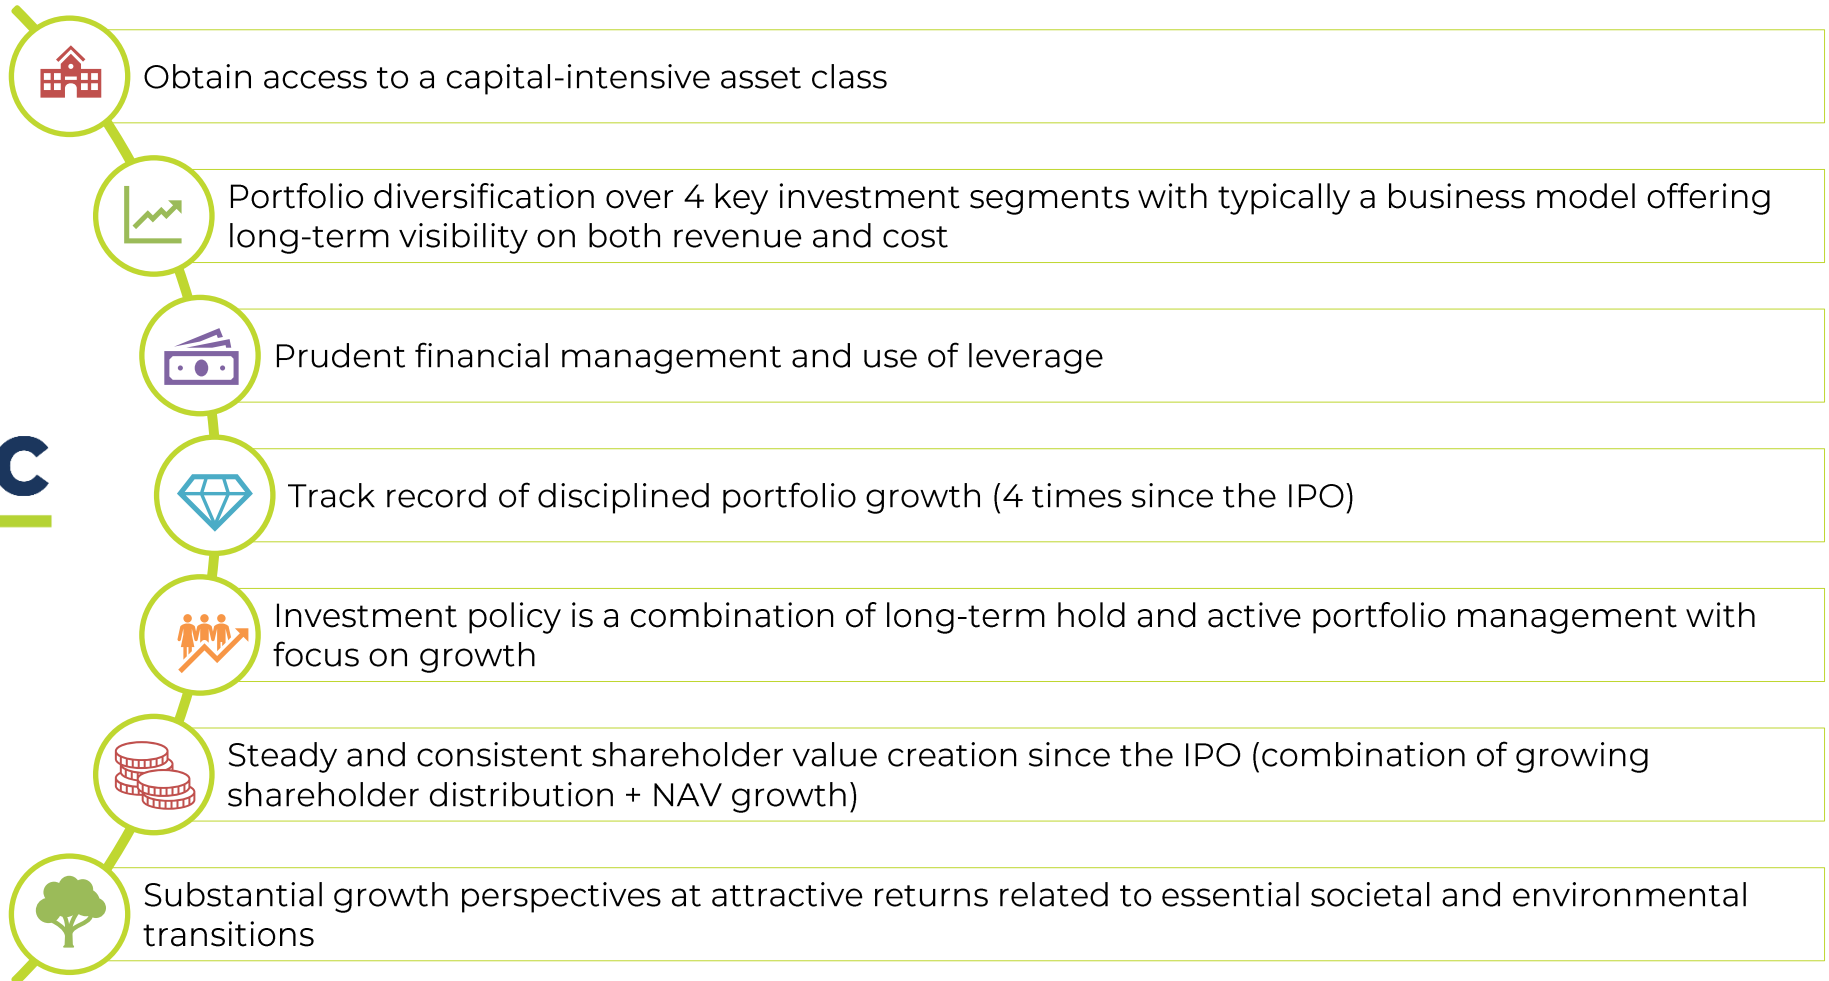 Obtain access to a capital-intensive asset class
Portfolio diversification over 4 key investment segments with typically a business model offering
long-term visibility on both revenue and cost
Prudent financial management and use of leverage
C
Track record of disciplined portfolio growth (4 times since the IPO)
Investment policy is a combination of long-term hold and active portfolio management with
focus on growth
Steady and consistent shareholder value creation since the IPO (combination of growing
shareholder distribution + NAV growth)
Substantial growth perspectives at attractive returns related to essential societal and environmental
transitions